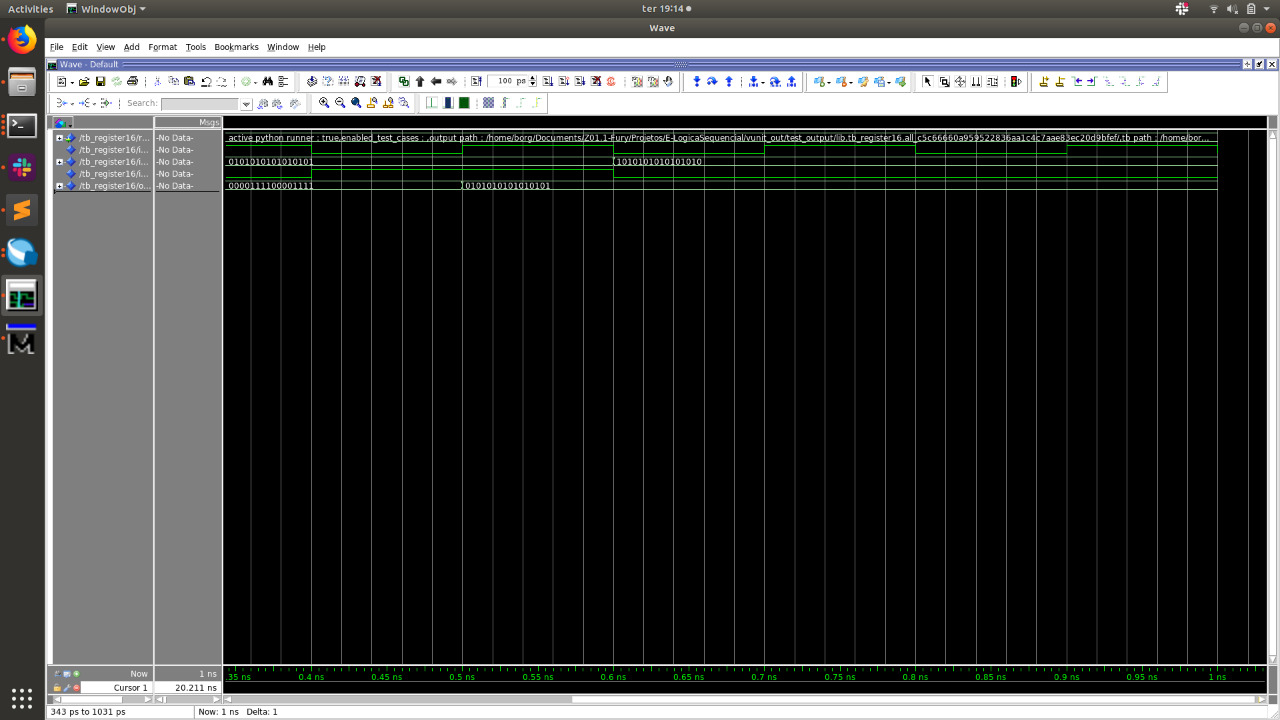 Activities WindowObj ter 19:14
Wave
File Edit View Add Format Tools Bookmarks Window Help
Wave - Default
100 ps
Search:
Msgs
/tb_register16/r... -No Data- active python runner : true,enabled_test_cases : ,output path : /home/borg/Documents/Z01_1-Fury/Projetos/E-LogicaSequencial/vunit_out/test_output/lib.tb_register16.all_c5c66660a959522836aa1c4c7aae83ec20d9bfef/,tb path : /home/bor...
/tb_register16/i... -No Data-
/tb_register16/i... -No Data- 0101010101010101 1010101010101010
/tb_register16/i... -No Data-
/tb_register16/o... -No Data- 0000111100001111 0101010101010101
Now 1 ns .35 ns 0.4 ns 0.45 ns 0.5 ns 0.55 ns 0.6 ns 0.65 ns 0.7 ns 0.75 ns 0.8 ns 0.85 ns 0.9 ns 0.95 ns 1 ns
Cursor 1 20.211 ns
343 ps to 1031 ps Now: 1 ns Delta: 1